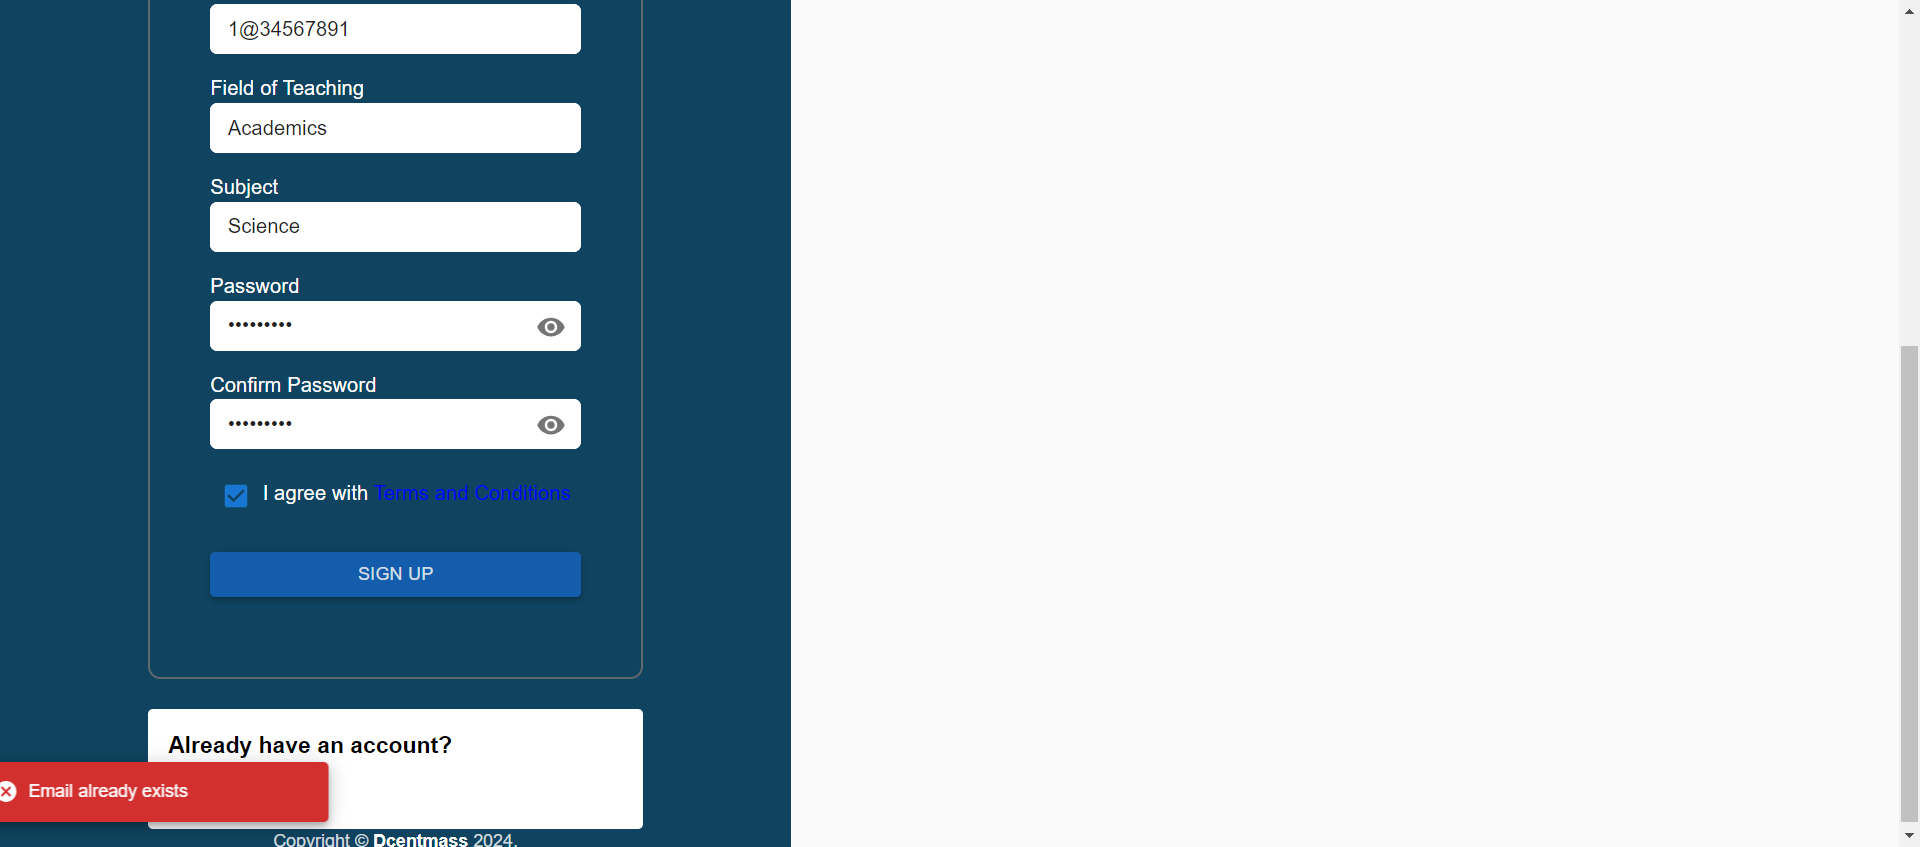 1@34567891
Field of Teaching
Academics
Subject
Science
Password
•••••••••
Confirm Password
•••••••••
I agree with Terms and Conditions
SIGN UP
Already have an account?
Email already exists
Copyright © Dcentmass 2024.